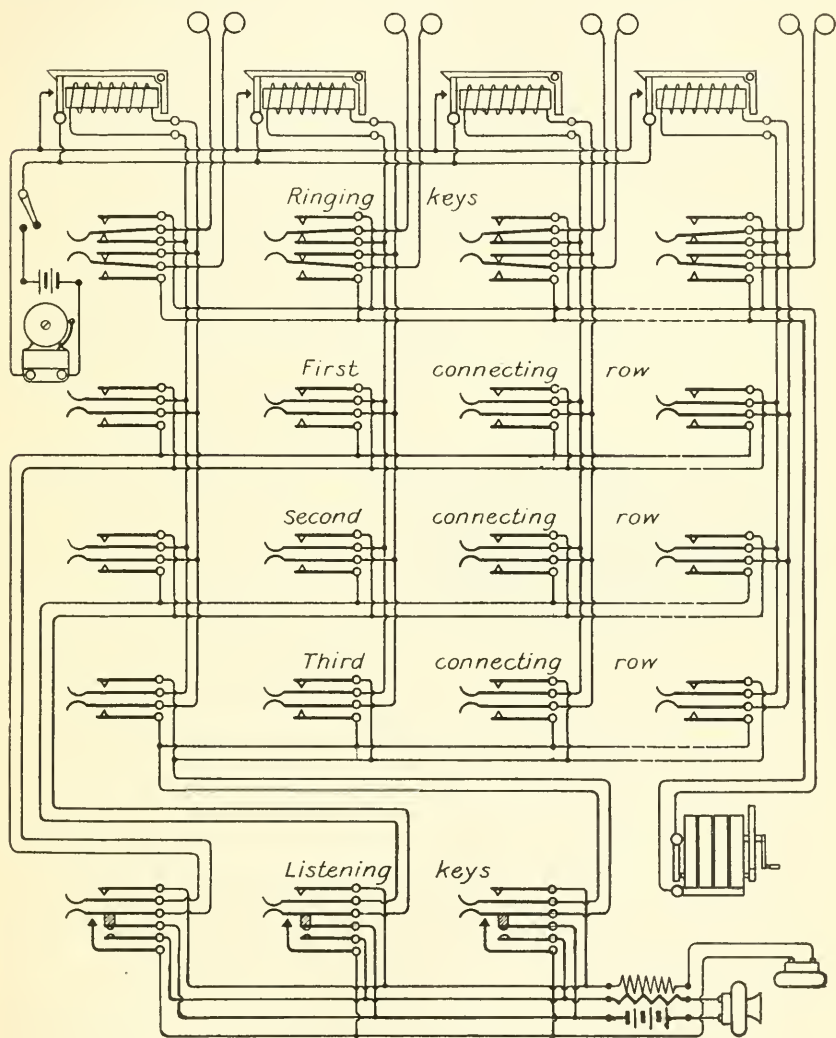 Ringing keys
First connecting row
Second connecting row
Third connecting row
Listening keys